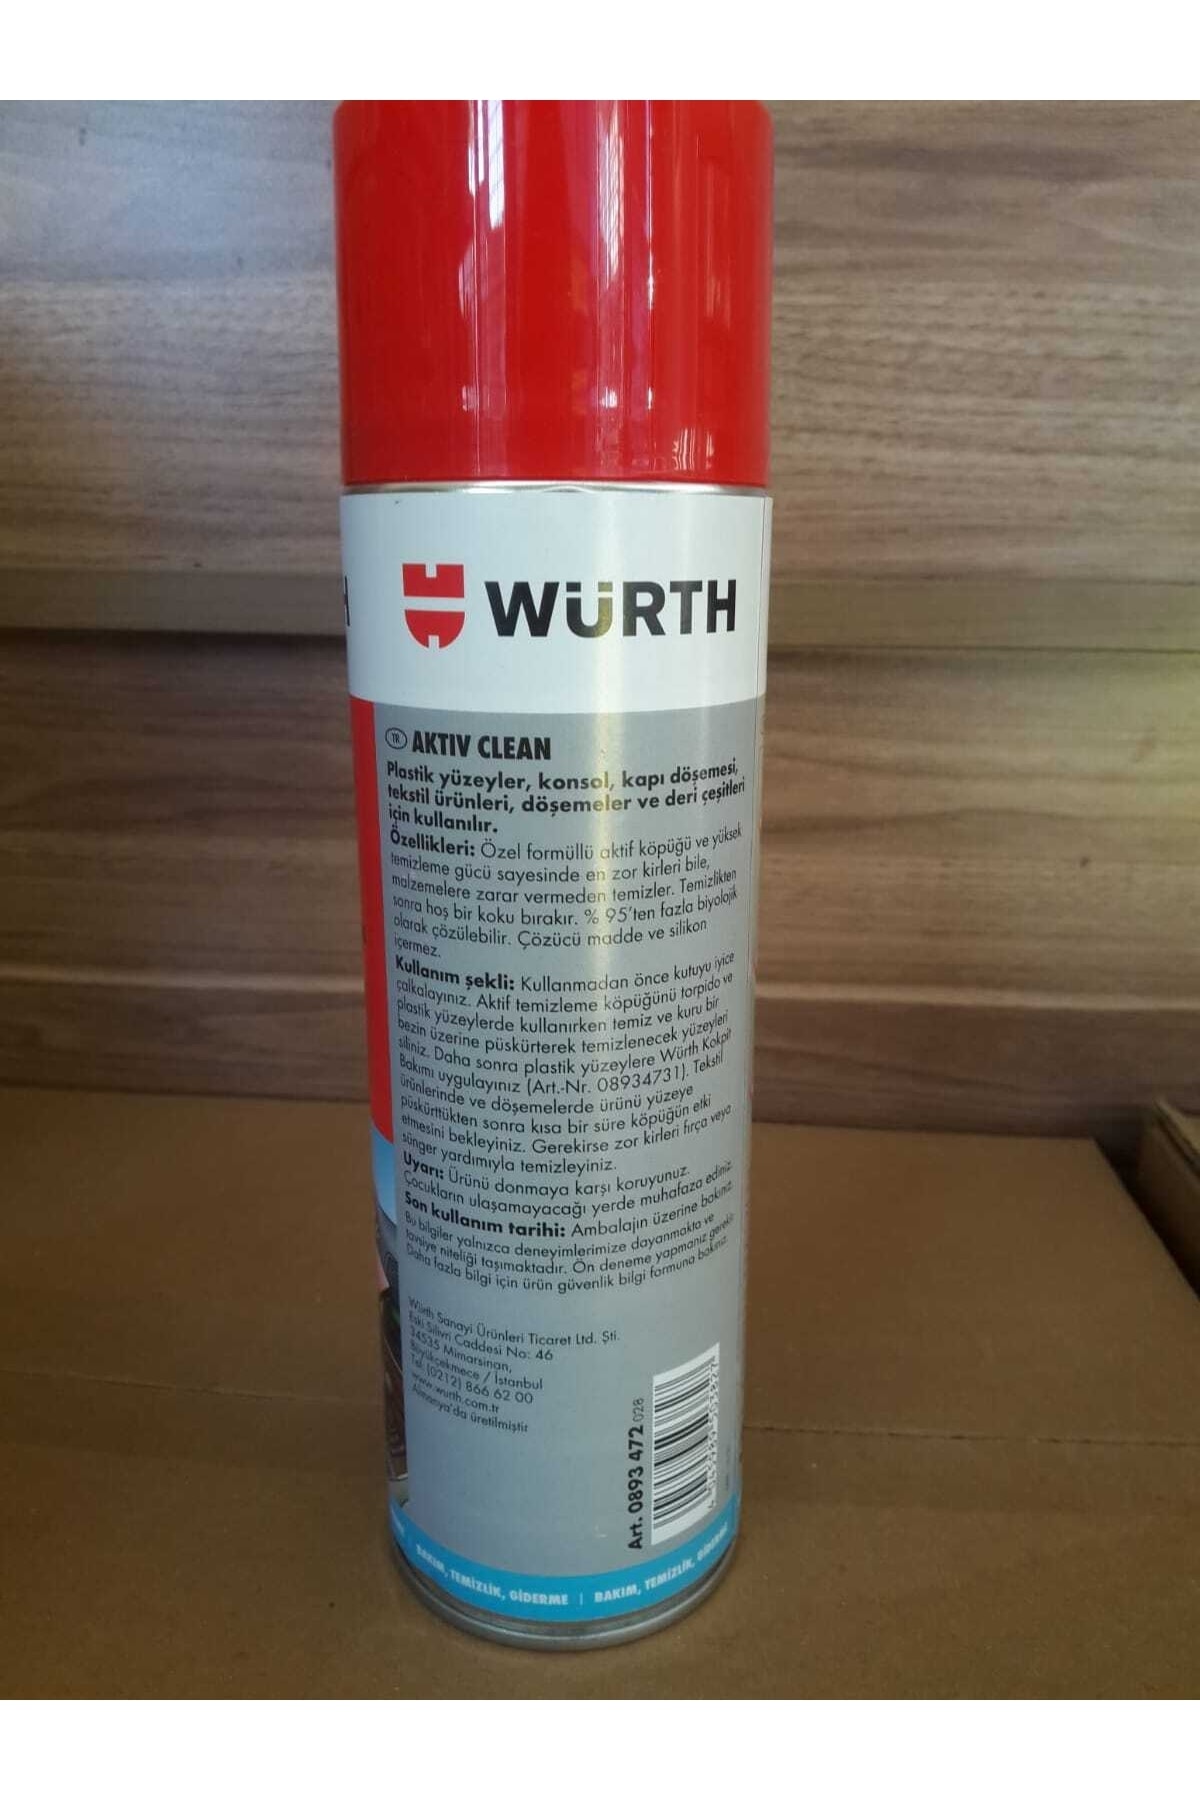 WÜRTH
TR AKTIV CLEAN
Plastik yüzeyler, konsol, kapı döşemesi,
tekstil ürünleri, döşemeler ve deri çeşitleri
için kullanılır.
Özellikleri: Özel formüllü aktif köpüğü ve yüksek
temizleme gücü sayesinde en zor kirleri bile,
malzemelere zarar vermeden temizler. Temizlikten
sonra hoş bir koku bırakır. % 95'ten fazla biyolojik
olarak çözülebilir. Çözücü madde ve silikon
içermez.
Kullanım şekli: Kullanmadan önce kutuyu iyice
çalkalayınız. Aktif temizleme köpüğünü torpido ve
plastik yüzeylerde kullanırken temiz ve kuru bir
bezin üzerine püskürterek temizlenecek yüzeyleri
siliniz. Daha sonra plastik yüzeylere Würth Kokpit
Bakımı uygulayınız (Art.-Nr. 08934731). Tekstil
ürünlerinde ve döşemelerde ürünü yüzeye
püskürttükten sonra kısa bir süre köpüğün etki
etmesini bekleyiniz. Gerekirse zor kirleri fırça veya
sünger yardımıyla temizleyiniz.
Uyarı: Ürünü donmaya karşı koruyunuz.
Çocukların ulaşamayacağı yerde muhafaza ediniz.
Son kullanım tarihi: Ambalajın üzerine bakınız.
Bu bilgiler yalnızca deneyimlerimize dayanmakta ve
tavsiye niteliği taşımaktadır. Ön deneme yapmanız gerekir.
Daha fazla bilgi için ürün güvenlik bilgi formuna bakınız.
Würth Sanayi Ürünleri Ticaret Ltd. Şti.
Eski Silivri Caddesi No: 46
34535 Mimarsinan,
Büyükçekmece / İstanbul
Tel: (0212) 866 62 00
www.wurth.com.tr
Almanya'da üretilmiştir
Art. 0893 472 028
BAKIM, TEMİZLİK, GİDERME | BAKIM, TEMİZLİK, GİDERME